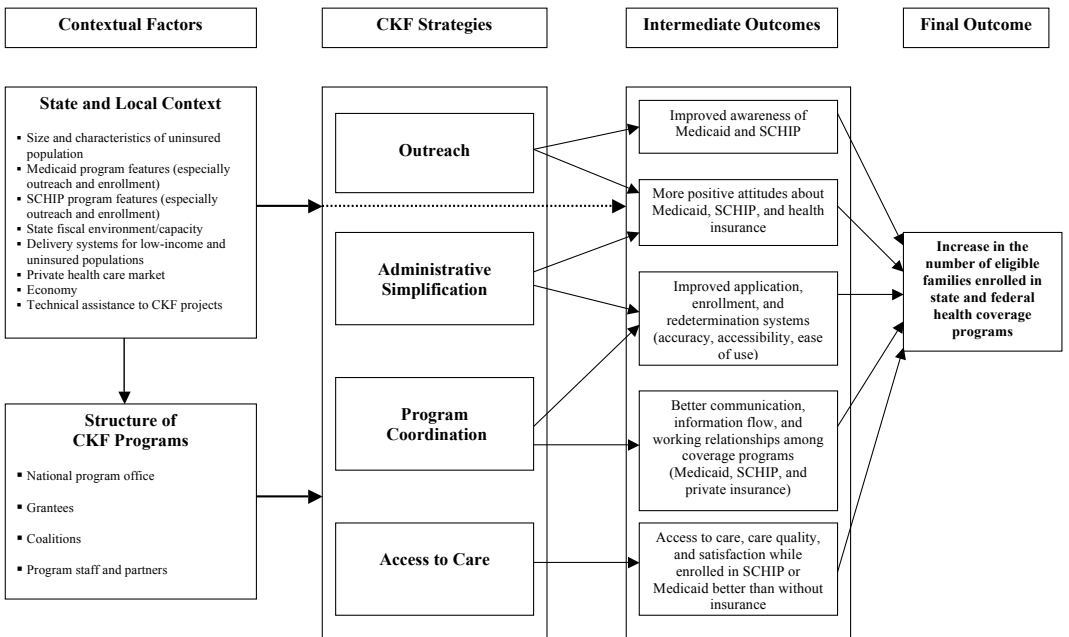 Contextual Factors
CKF Strategies
Intermediate Outcomes
Final Outcome
State and Local Context
▪ Size and characteristics of uninsured
population
▪ Medicaid program features (especially
outreach and enrollment)
▪ SCHIP program features (especially
outreach and enrollment)
▪ State fiscal environment/capacity
▪ Delivery systems for low-income and
uninsured populations
▪ Private health care market
▪ Economy
▪ Technical assistance to CKF projects
Structure of
CKF Programs
▪ National program office
▪ Grantees
▪ Coalitions
▪ Program staff and partners
Outreach
Administrative
Simplification
Program
Coordination
Access to Care
Improved awareness of
Medicaid and SCHIP
More positive attitudes about
Medicaid, SCHIP, and health
insurance
Improved application,
enrollment, and
redetermination systems
(accuracy, accessibility, ease
of use)
Better communication,
information flow, and
working relationships among
coverage programs
(Medicaid, SCHIP, and
private insurance)
Access to care, care quality,
and satisfaction while
enrolled in SCHIP or
Medicaid better than without
insurance
Increase in the
number of eligible
families enrolled in
state and federal
health coverage
programs